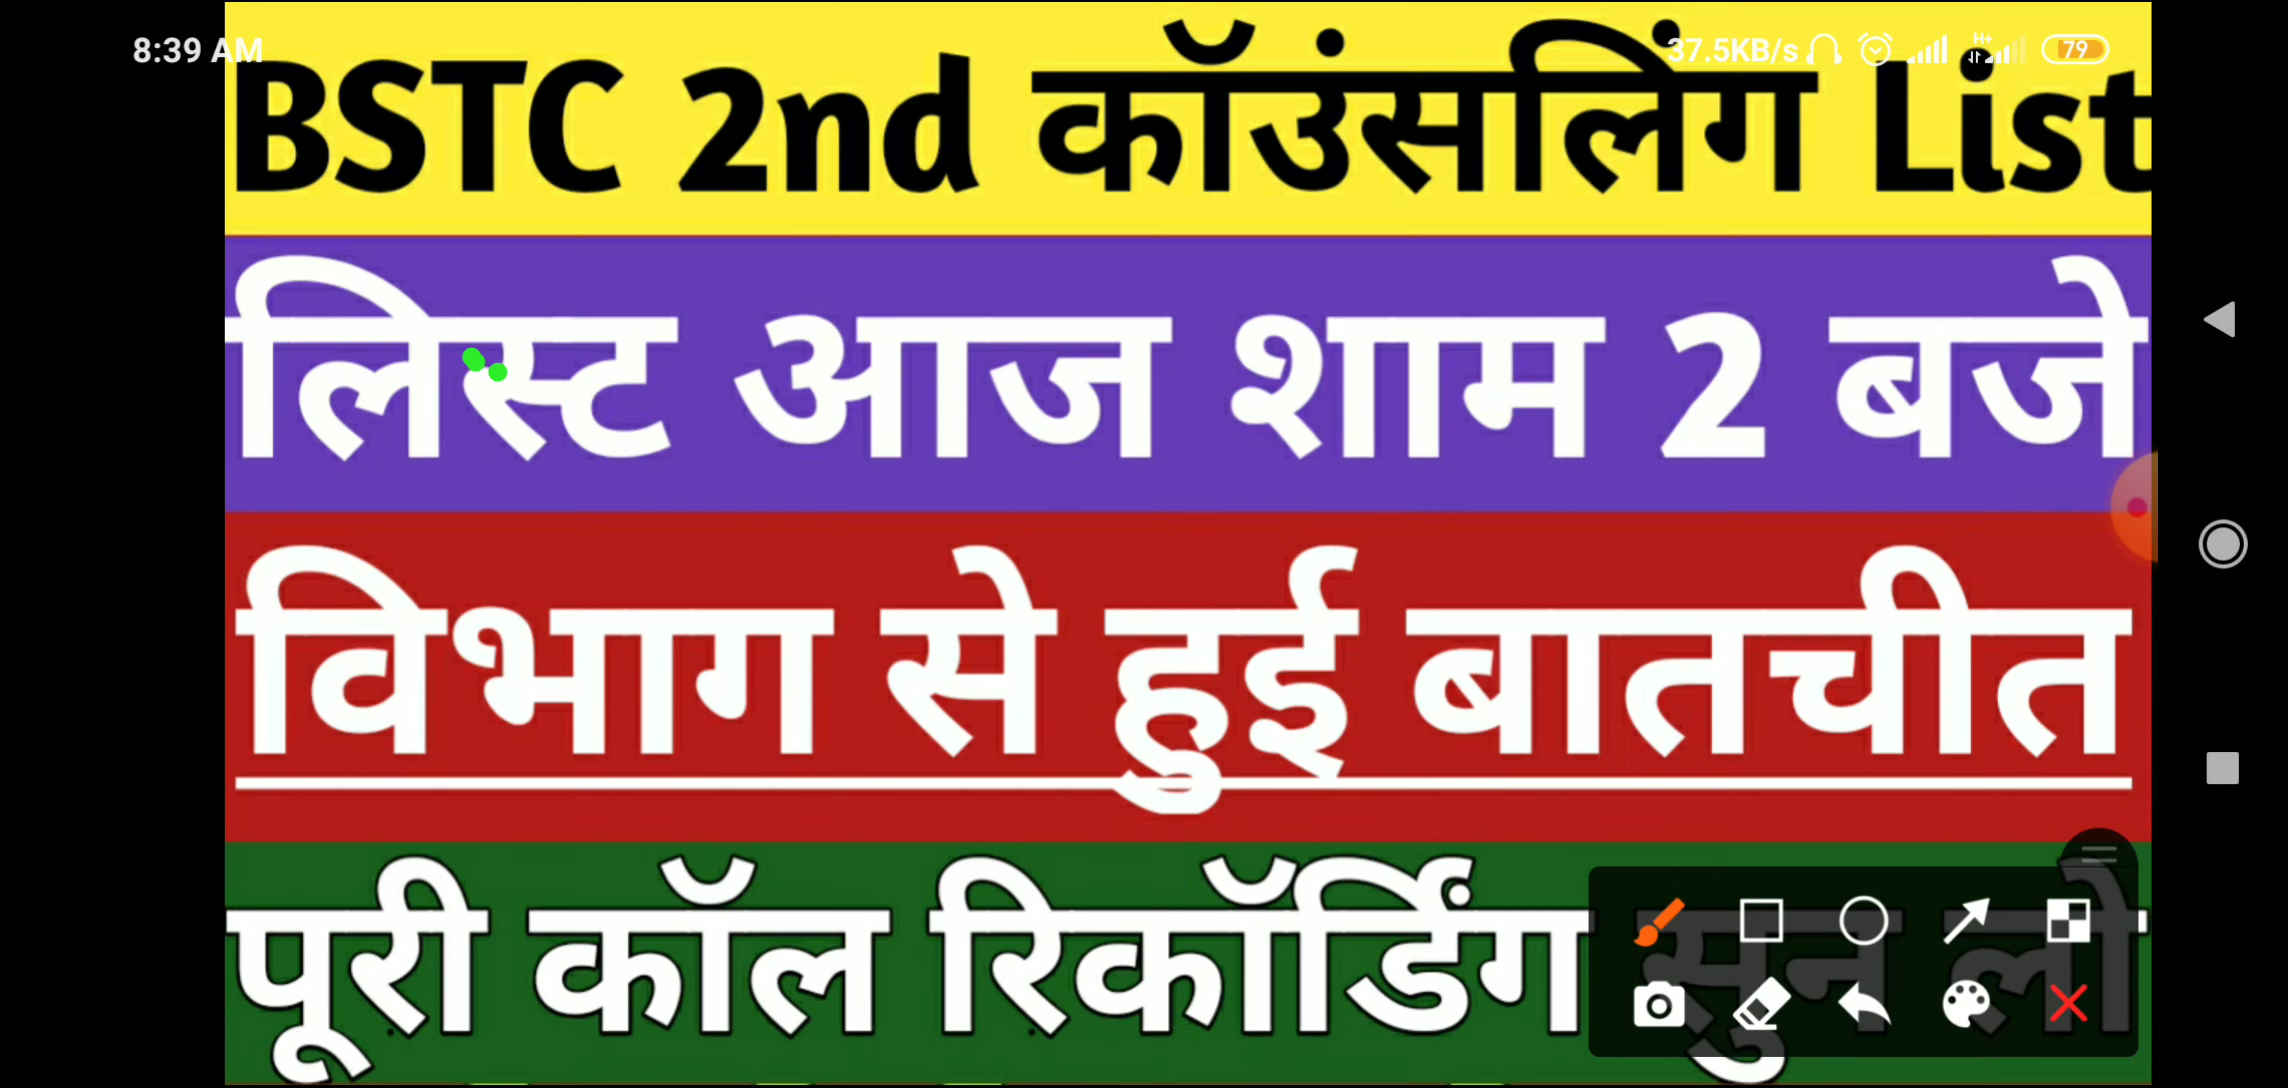 8:39 AM 37.5KB/s H+ 79
BSTC 2nd कॉउंसलिंग List
लिस्ट आज शाम 2 बजे
विभाग से हुई बातचीत
पूरी कॉल रिकॉर्डिंग सुन लो